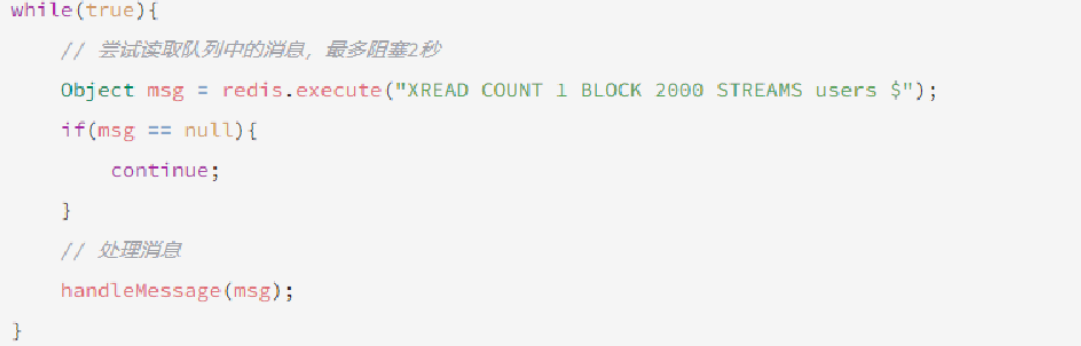 while(true){
    // 尝试读取队列中的消息，最多阻塞2秒
    Object msg = redis.execute("XREAD COUNT 1 BLOCK 2000 STREAMS users $");
    if(msg == null){
        continue;
    }
    // 处理消息
    handleMessage(msg);
}